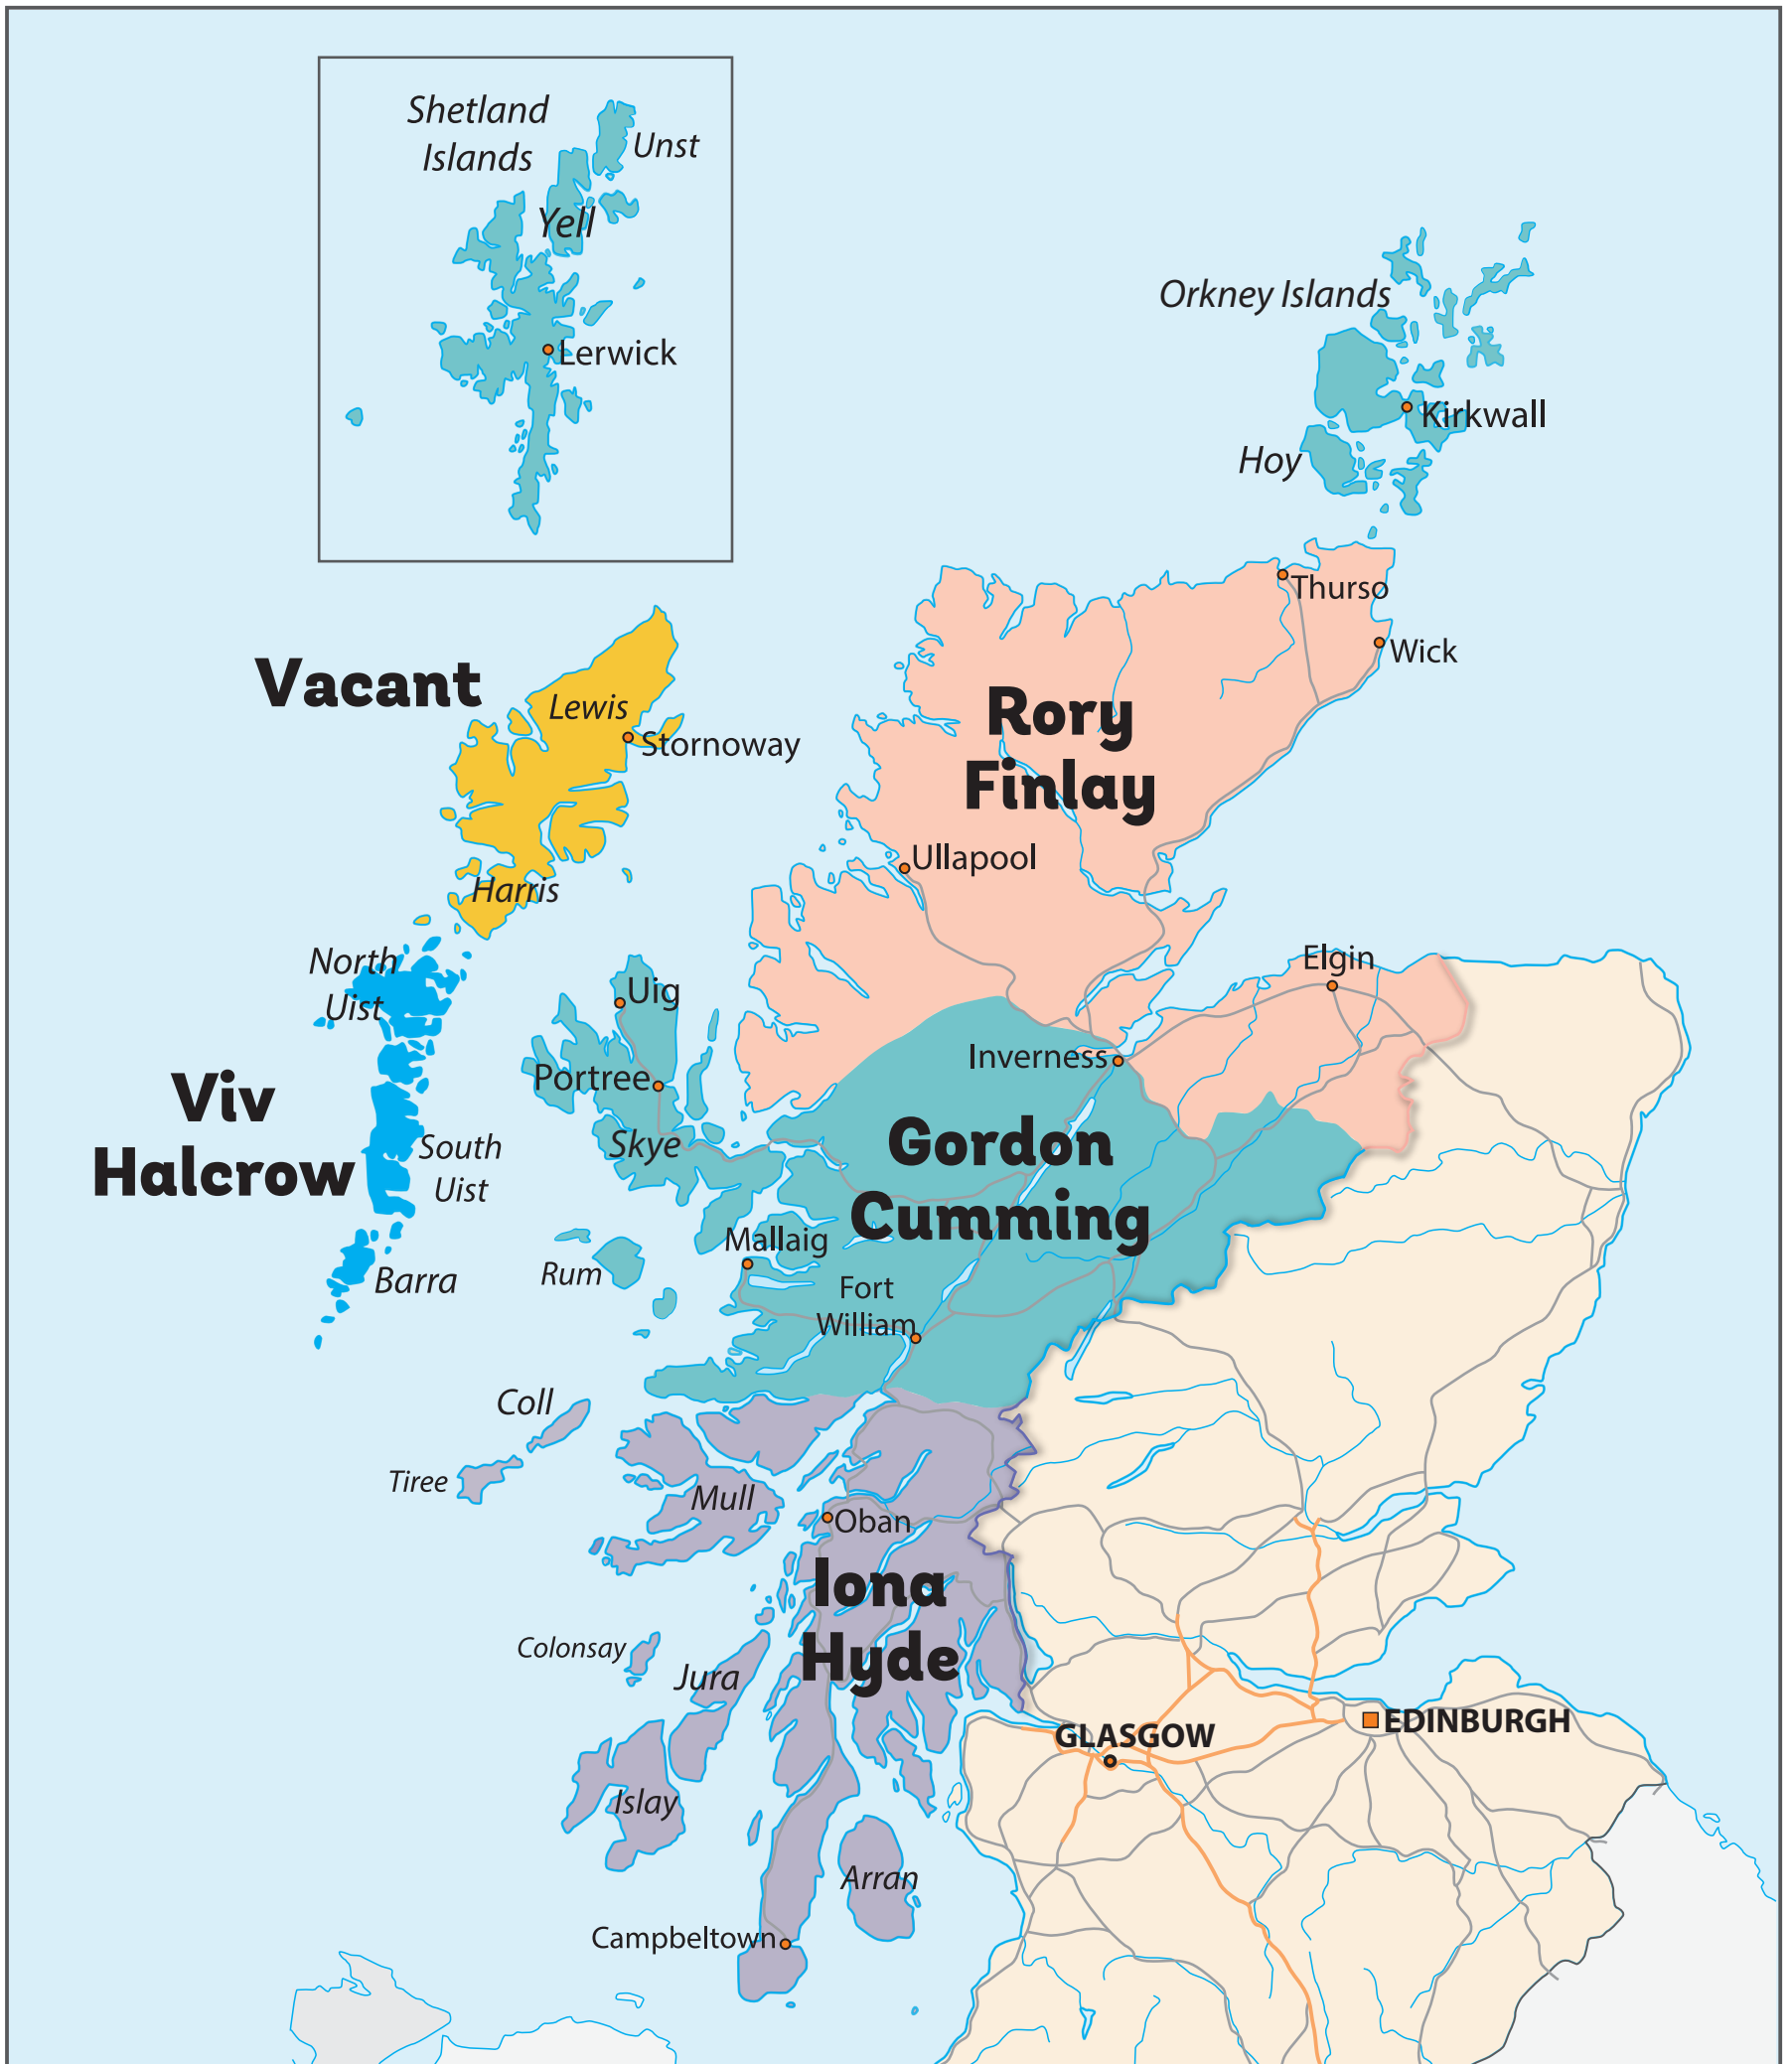 Shetland
Islands
Unst
Yell
Lerwick
Orkney Islands
Kirkwall
Hoy
Thurso
Wick
Vacant
Lewis
Stornoway
Harris
Rory
Finlay
Ullapool
North
Uist
Uig
Elgin
Inverness
Portree
Viv
Halcrow
South
Uist
Skye
Gordon
Cumming
Mallaig
Barra
Rum
Fort
William
Coll
Tiree
Mull
Oban
Iona
Hyde
Colonsay
Jura
GLASGOW
EDINBURGH
Islay
Arran
Campbeltown